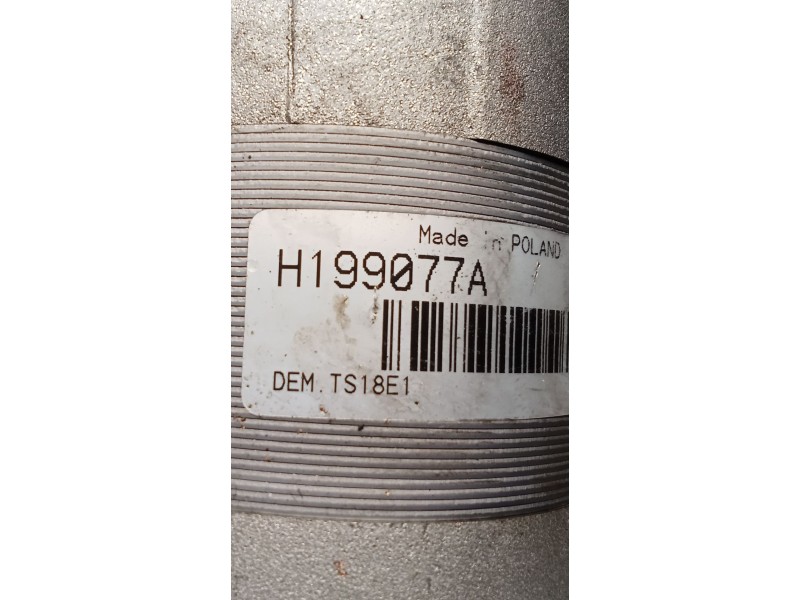 Made in POLAND
H199077A
DEM.TS18E1